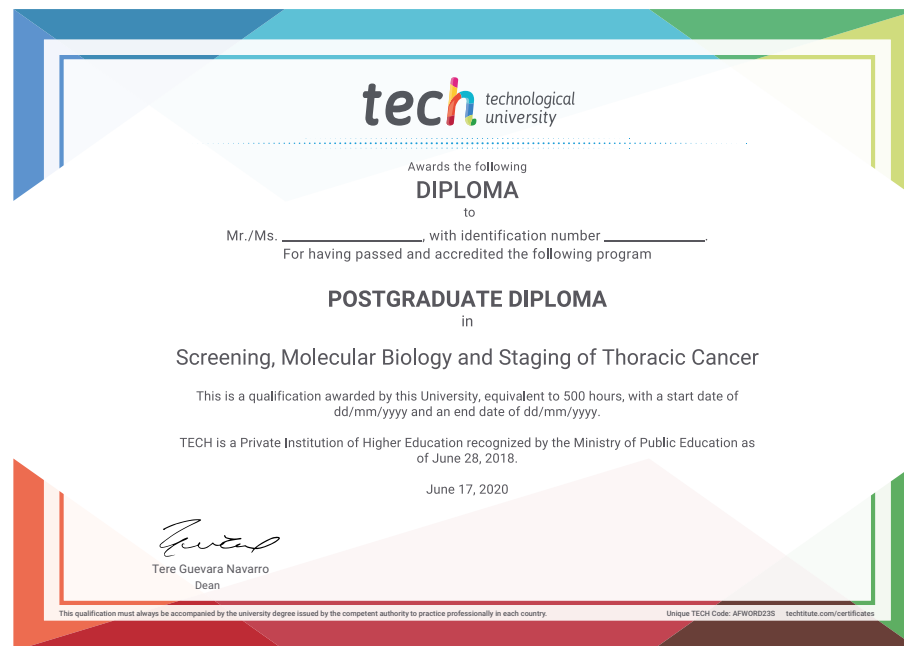 tech technological
university
Awards the following
DIPLOMA
to
Mr./Ms. ____________________, with identification number ______________.
For having passed and accredited the following program
POSTGRADUATE DIPLOMA
in
Screening, Molecular Biology and Staging of Thoracic Cancer
This is a qualification awarded by this University, equivalent to 500 hours, with a start date of
dd/mm/yyyy and an end date of dd/mm/yyyy.
TECH is a Private Institution of Higher Education recognized by the Ministry of Public Education as
of June 28, 2018.
June 17, 2020
Tere Guevara Navarro
Dean
This qualification must always be accompanied by the university degree issued by the competent authority to practice professionally in each country. Unique TECH Code: AFWORD23S techtitute.com/certificates